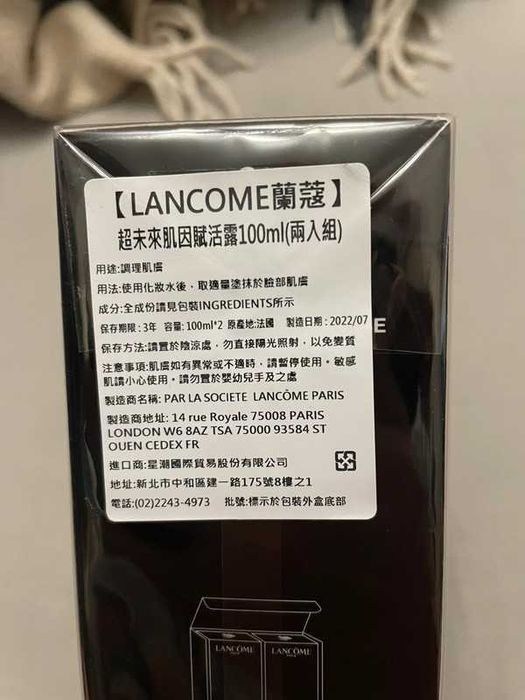 【LANCOME蘭蔻】
超未來肌因賦活露100ml(兩入組)
用途:調理肌膚
用法:使用化妝水後，取適量塗抹於臉部肌膚
成分:全成份請見包裝INGREDIENTS所示
保存期限:3年 容量:100ml*2 原產地:法國 製造日期:2022/07
保存方法:請置於陰涼處，勿直接陽光照射，以免變質
注意事項:肌膚如有異常或不適時，請暫停使用。敏感
肌請小心使用。請勿置於嬰幼兒手及之處
製造商名稱: PAR LA SOCIETE LANCÔME PARIS
製造商地址: 14 rue Royale 75008 PARIS
LONDON W6 8AZ TSA 75000 93584 ST
OUEN CEDEX FR
進口商:星潮國際貿易股份有限公司
地址:新北市中和區建一路175號8樓之1
電話:(02)2243-4973 批號:標示於包裝外盒底部
E
LANCÔME
LANCÔME